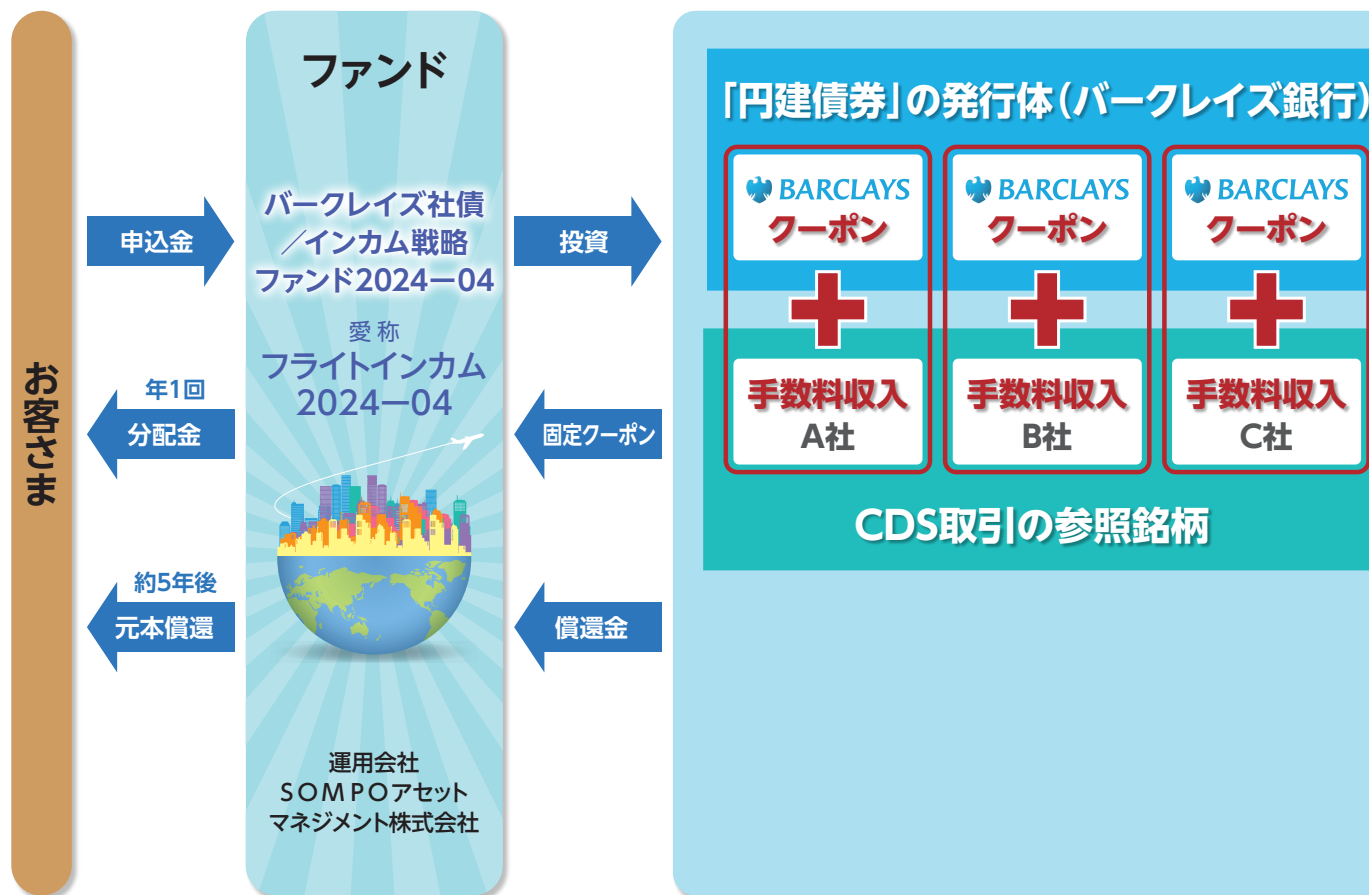 お客さま
申込金
年1回
分配金
約5年後
元本償還
ファンド
バークレイズ社債
／インカム戦略
ファンド2024ー04
愛称
フライトインカム
2024ー04
運用会社
SOMPOアセット
マネジメント株式会社
投資
固定クーポン
償還金
「円建債券」の発行体（バークレイズ銀行）
BARCLAYS
クーポン
BARCLAYS
クーポン
BARCLAYS
クーポン
手数料収入
A社
手数料収入
B社
手数料収入
C社
CDS取引の参照銘柄